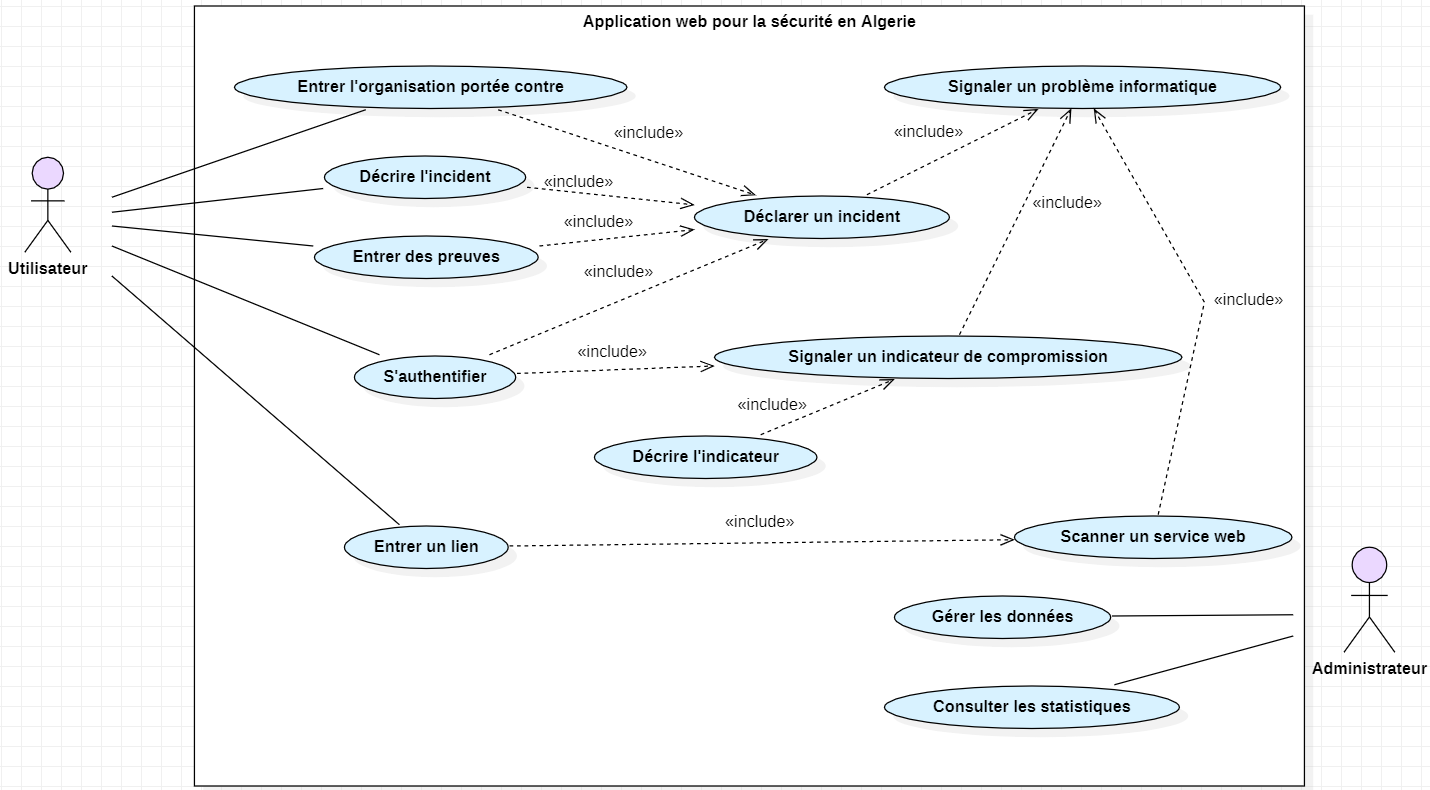 Application web pour la sécurité en Algerie
Entrer l'organisation portée contre
Signaler un problème informatique
«include»
«include»
Décrire l'incident
«include»
«include»
Déclarer un incident
«include»
Entrer des preuves
Utilisateur
«include»
«include»
«include»
Signaler un indicateur de compromission
S'authentifier
«include»
Décrire l'indicateur
«include»
Entrer un lien
Scanner un service web
Gérer les données
Administrateur
Consulter les statistiques